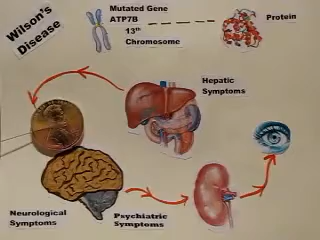 Wilson's
Disease
Mutated Gene
ATP7B
13th
Chromosome
Protein
Hepatic
Symptoms
Neurological
Symptoms
Psychiatric
Symptoms